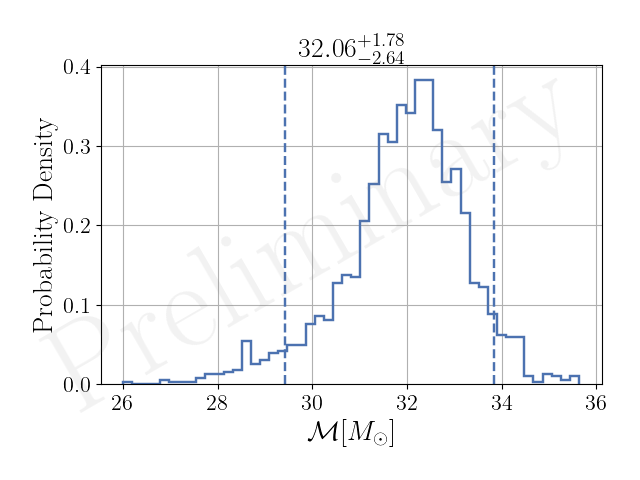 32.06^{+1.78}_{-2.64}
0.4
0.3
0.2
0.1
0.0
Probability Density
Preliminary
26 28 30 32 34 36
ℳ[M_⊙]